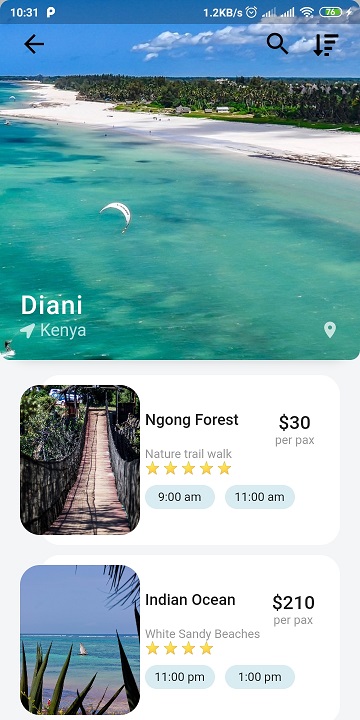 10:31 1.2KB/s 76
Diani
Kenya
Ngong Forest
$30
per pax
Nature trail walk
9:00 am 11:00 am
Indian Ocean
$210
per pax
White Sandy Beaches
11:00 pm 1:00 pm